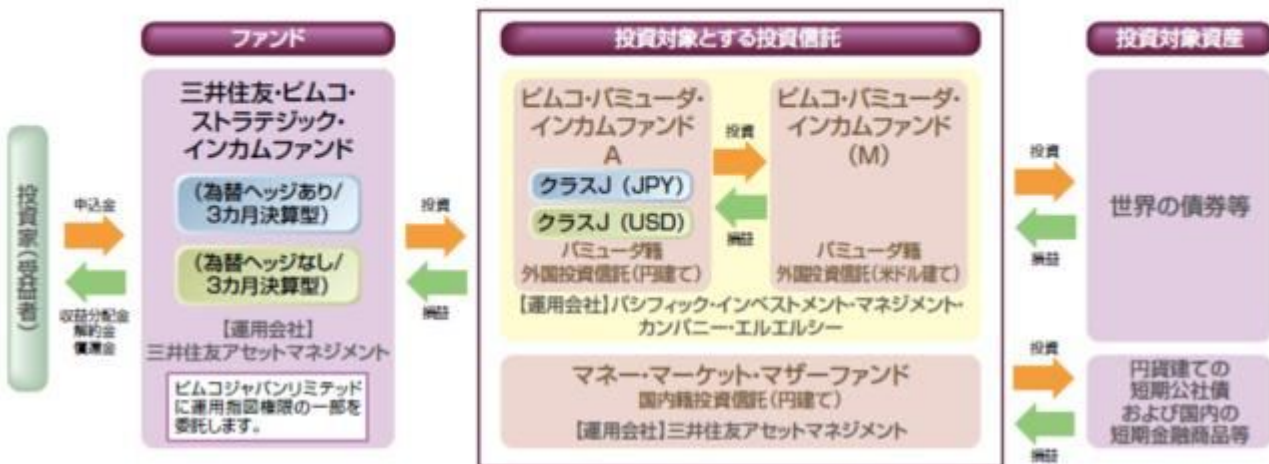 ファンド
投資対象とする投資信託
投資対象資産
投資家(受益者)
申込金
収益分配金
解約金
償還金
三井住友・ピムコ・
ストラテジック・
インカムファンド
(為替ヘッジあり/
3カ月決算型)
(為替ヘッジなし/
3カ月決算型)
【運用会社】
三井住友アセットマネジメント
ピムコジャパンリミテッド
に運用指図権限の一部を
委託します。
投資
損益
ピムコ・バミューダ・
インカムファンド
A
クラスJ(JPY)
クラスJ(USD)
バミューダ籍
外国投資信託(円建て)
投資
損益
ピムコ・バミューダ・
インカムファンド
(M)
バミューダ籍
外国投資信託(米ドル建て)
【運用会社】パシフィック・インベストメント・マネジメント・
カンパニー・エルエルシー
マネー・マーケット・マザーファンド
国内籍投資信託(円建て)
【運用会社】三井住友アセットマネジメント
投資
損益
世界の債券等
投資
損益
円貨建ての
短期公社債
および国内の
短期金融商品等